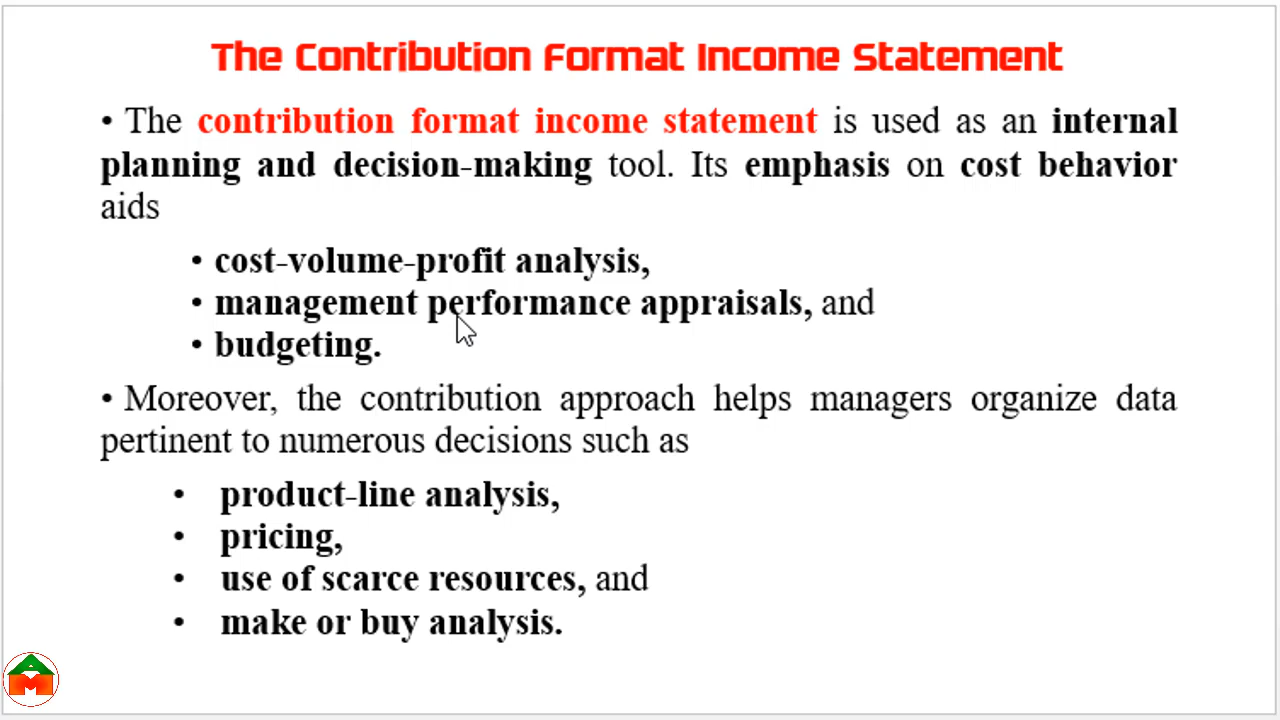 The Contribution Format Income Statement
• The contribution format income statement is used as an internal
planning and decision-making tool. Its emphasis on cost behavior
aids
• cost-volume-profit analysis,
• management performance appraisals, and
• budgeting.
• Moreover, the contribution approach helps managers organize data
pertinent to numerous decisions such as
• product-line analysis,
• pricing,
• use of scarce resources, and
• make or buy analysis.